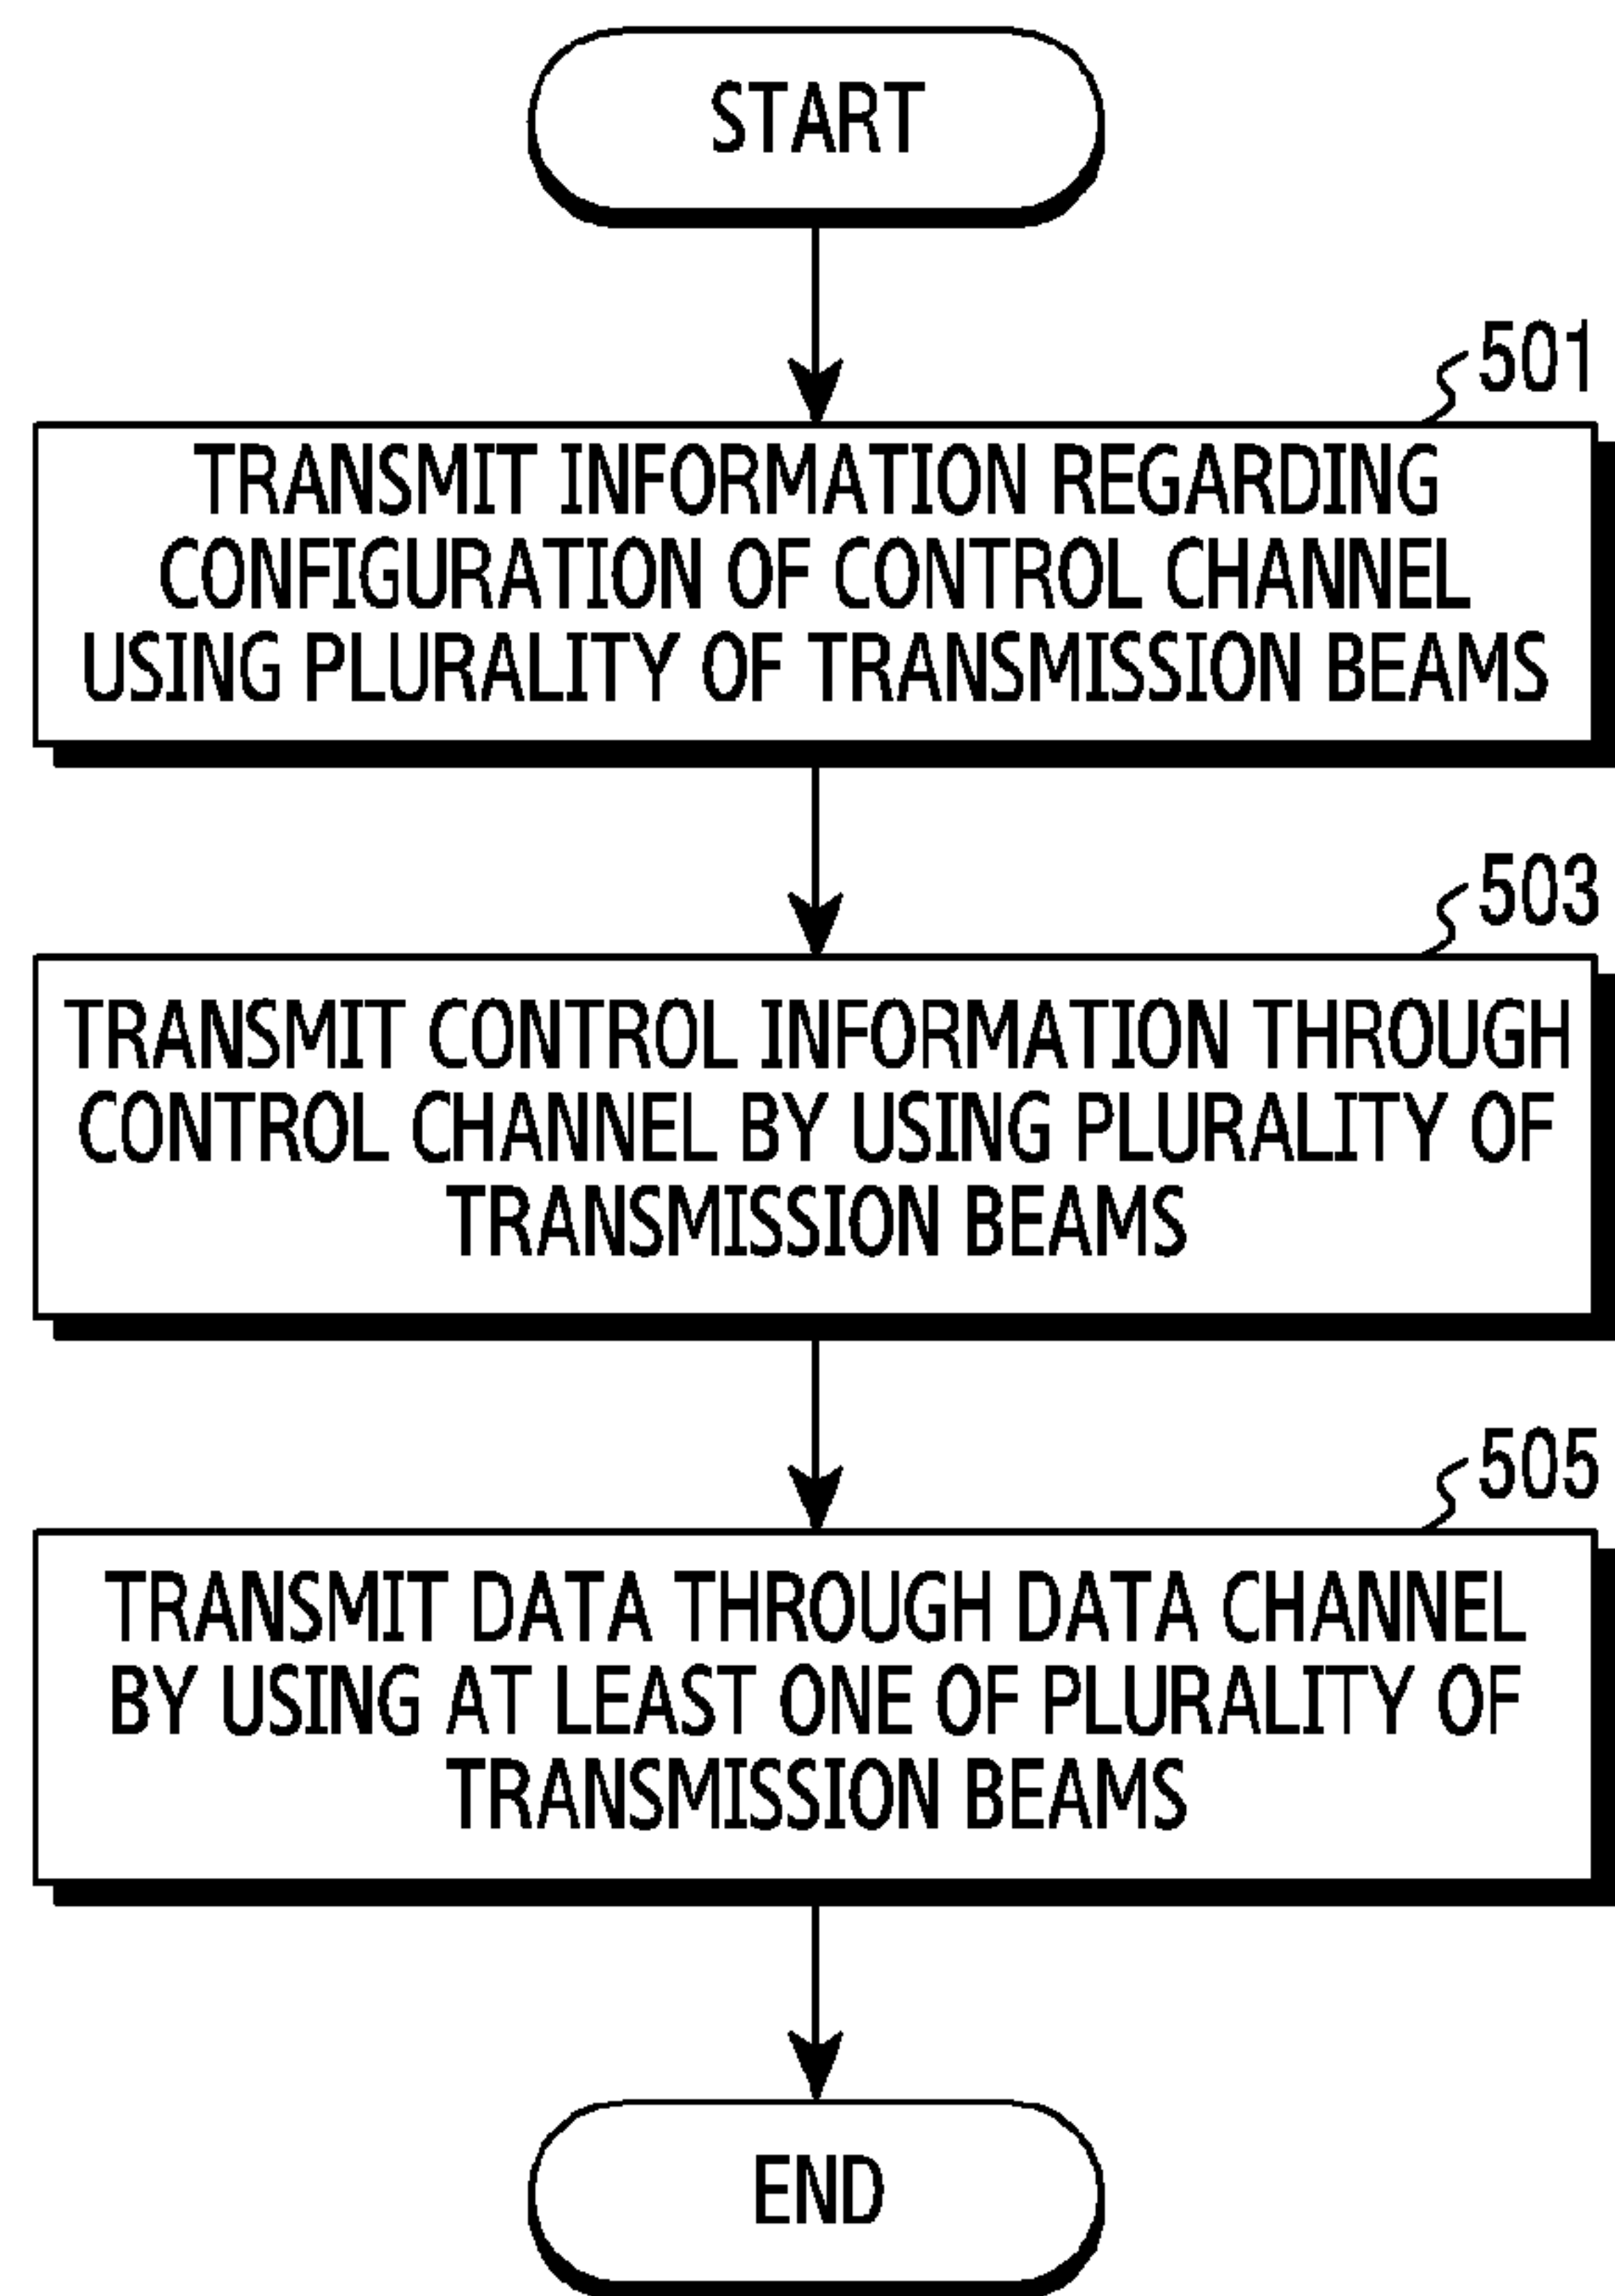 START
501
TRANSMIT INFORMATION REGARDING
CONFIGURATION OF CONTROL CHANNEL
USING PLURALITY OF TRANSMISSION BEAMS
503
TRANSMIT CONTROL INFORMATION THROUGH
CONTROL CHANNEL BY USING PLURALITY OF
TRANSMISSION BEAMS
505
TRANSMIT DATA THROUGH DATA CHANNEL
BY USING AT LEAST ONE OF PLURALITY OF
TRANSMISSION BEAMS
END